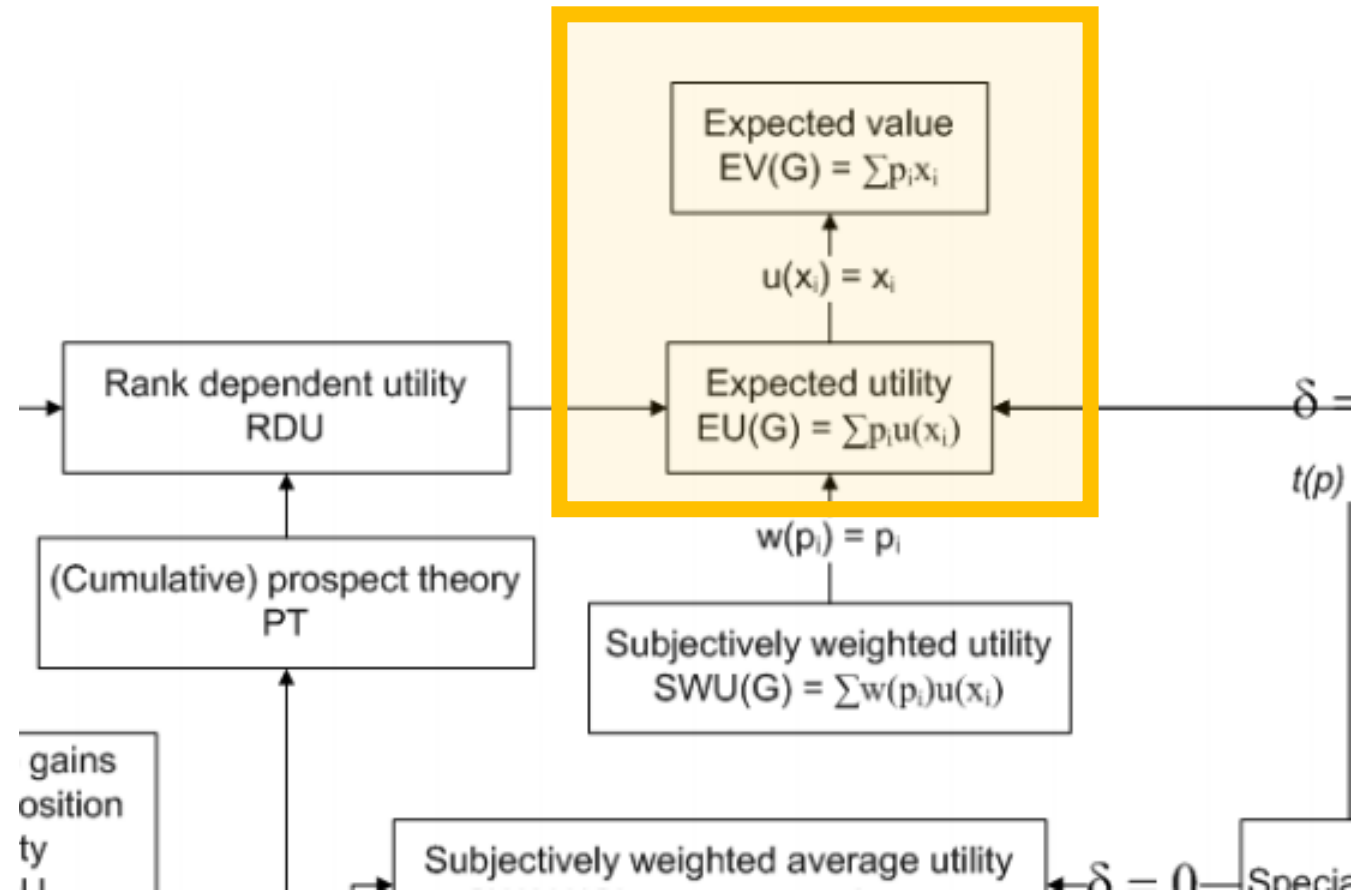 Expected value
EV(G) = ∑pᵢxᵢ
u(xᵢ) = xᵢ
Rank dependent utility
RDU
Expected utility
EU(G) = ∑pᵢu(xᵢ)
δ =
t(p)
w(pᵢ) = pᵢ
(Cumulative) prospect theory
PT
Subjectively weighted utility
SWU(G) = ∑w(pᵢ)u(xᵢ)
gains
osition
ty
Subjectively weighted average utility
δ = 0
Specia